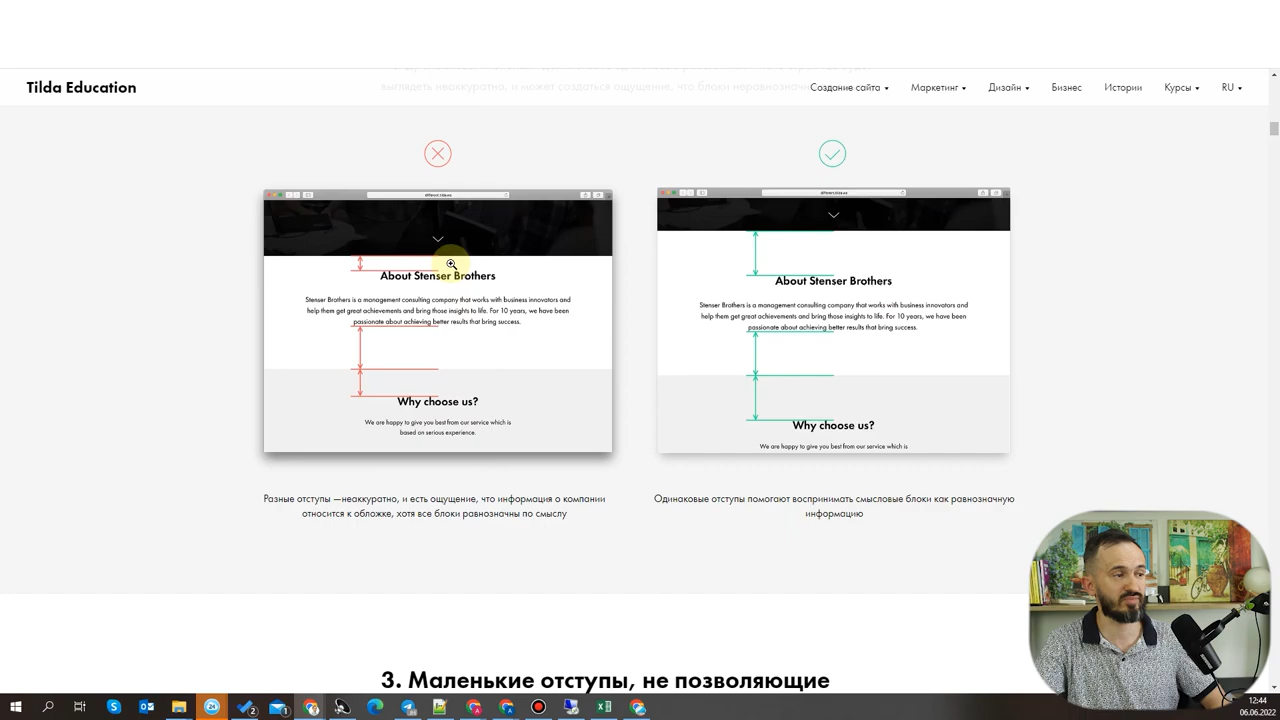 выглядеть неаккуратно, и может создаться ощущение, что блоки неравнозначн
Tilda Education
Создание сайта
Маркетинг
Дизайн
Бизнес
Истории
Курсы
RU
About Stenser Brothers
Stenser Brothers is a management consulting company that works with business innovators and
help them get great achievements and bring those insights to life. For 10 years, we have been
passionate about achieving better results that bring success.
Why choose us?
We are happy to give you best from our service which is
based on serious experience.
About Stenser Brothers
Stenser Brothers is a management consulting company that works with business innovators and
help them get great achievements and bring those insights to life. For 10 years, we have been
passionate about achieving better results that bring success.
Why choose us?
We are happy to give you best from our service which is
Разные отступы —неаккуратно, и есть ощущение, что информация о компании
относится к обложке, хотя все блоки равнозначны по смыслу
Одинаковые отступы помогают воспринимать смысловые блоки как равнозначную
информацию
3. Маленькие отступы, не позволяющие
24
2
1
12:44
06.06.2022